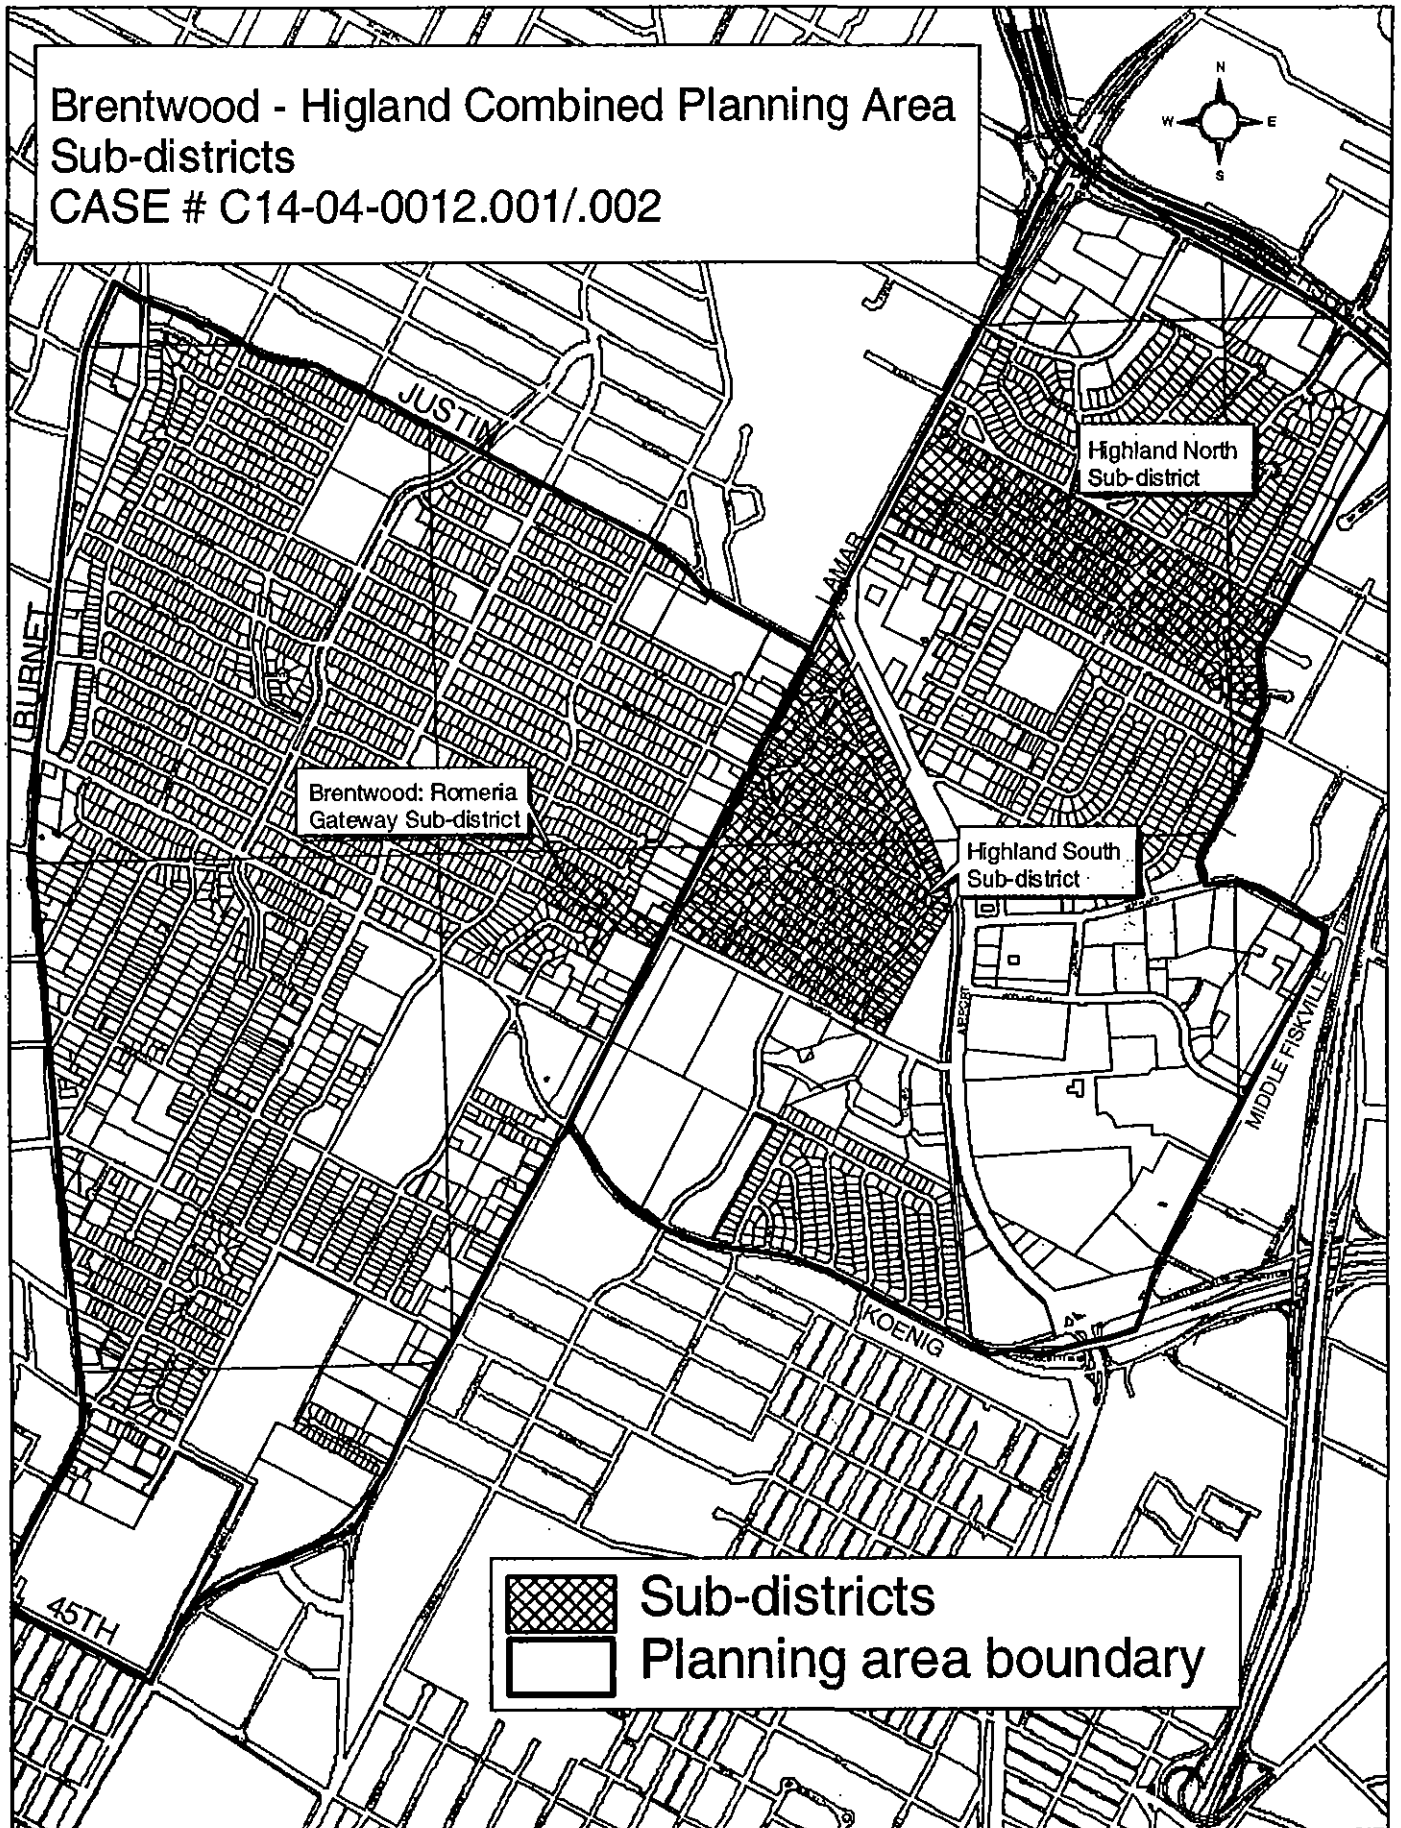 Brentwood - Higland Combined Planning Area
Sub-districts
CASE # C14-04-0012.001/.002
N
W
E
S
JUSTIN
Highland North
Sub-district
LAMAR
BURNET
Brentwood: Romeria
Gateway Sub-district
Highland South
Sub-district
AIRPORT
MIDDLE FISKVILLE
KOENIG
45TH
Sub-districts
Planning area boundary